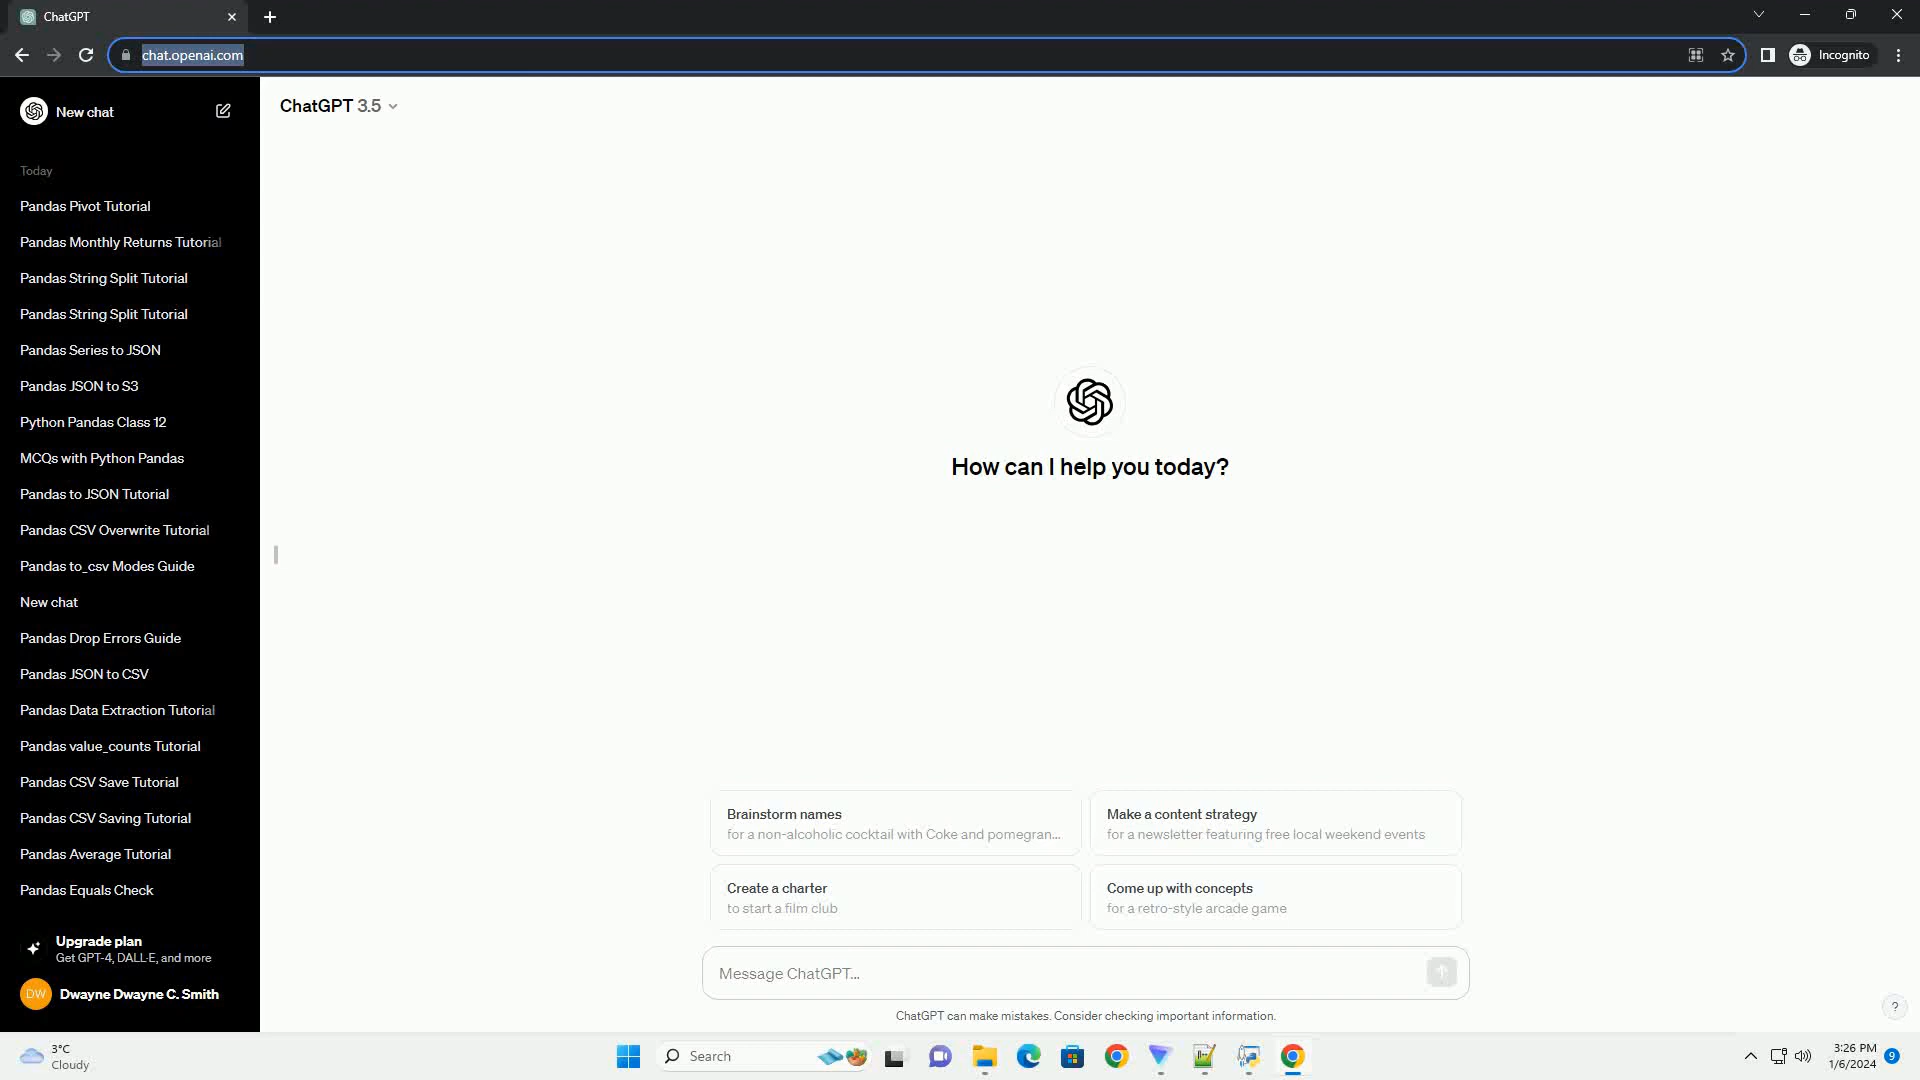 ChatGPT
chat.openai.com
Incognito
New chat
ChatGPT 3.5
Today
Pandas Pivot Tutorial
Pandas Monthly Returns Tutorial
Pandas String Split Tutorial
Pandas String Split Tutorial
Pandas Series to JSON
Pandas JSON to S3
Python Pandas Class 12
MCQs with Python Pandas
Pandas to JSON Tutorial
Pandas CSV Overwrite Tutorial
Pandas to_csv Modes Guide
New chat
Pandas Drop Errors Guide
Pandas JSON to CSV
Pandas Data Extraction Tutorial
Pandas value_counts Tutorial
Pandas CSV Save Tutorial
Pandas CSV Saving Tutorial
Pandas Average Tutorial
Pandas Equals Check
Upgrade plan
Get GPT-4, DALL·E, and more
DW
Dwayne Dwayne C. Smith
How can I help you today?
Brainstorm names
for a non-alcoholic cocktail with Coke and pomegran...
Make a content strategy
for a newsletter featuring free local weekend events
Create a charter
to start a film club
Come up with concepts
for a retro-style arcade game
Message ChatGPT...
ChatGPT can make mistakes. Consider checking important information.
?
3°C
Cloudy
Search
3:26 PM
1/6/2024
9